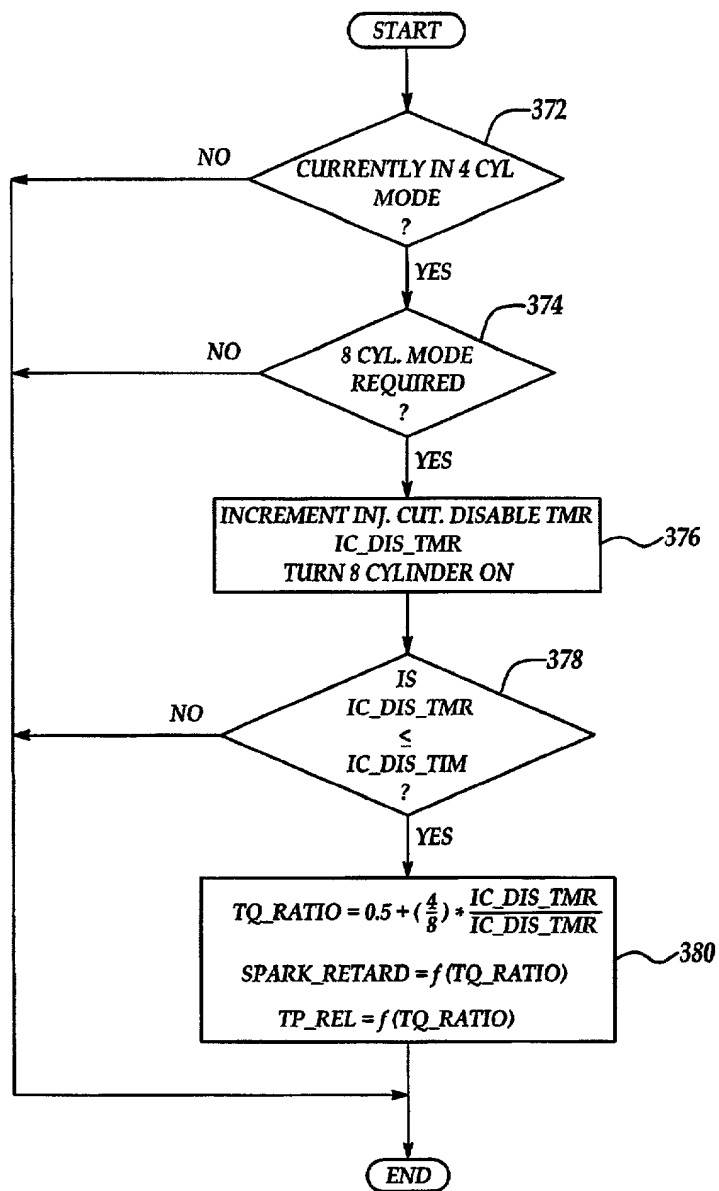 START
372
CURRENTLY IN 4 CYL
MODE
?
NO
YES
374
8 CYL. MODE
REQUIRED
?
NO
YES
INCREMENT INJ. CUT. DISABLE TMR
IC_DIS_TMR
TURN 8 CYLINDER ON
376
378
IS
IC_DIS_TMR
≤
IC_DIS_TIM
?
NO
YES
TQ_RATIO = 0.5 + (4/8) * IC_DIS_TMR/IC_DIS_TMR
SPARK_RETARD = f (TQ_RATIO)
TP_REL = f (TQ_RATIO)
380
END